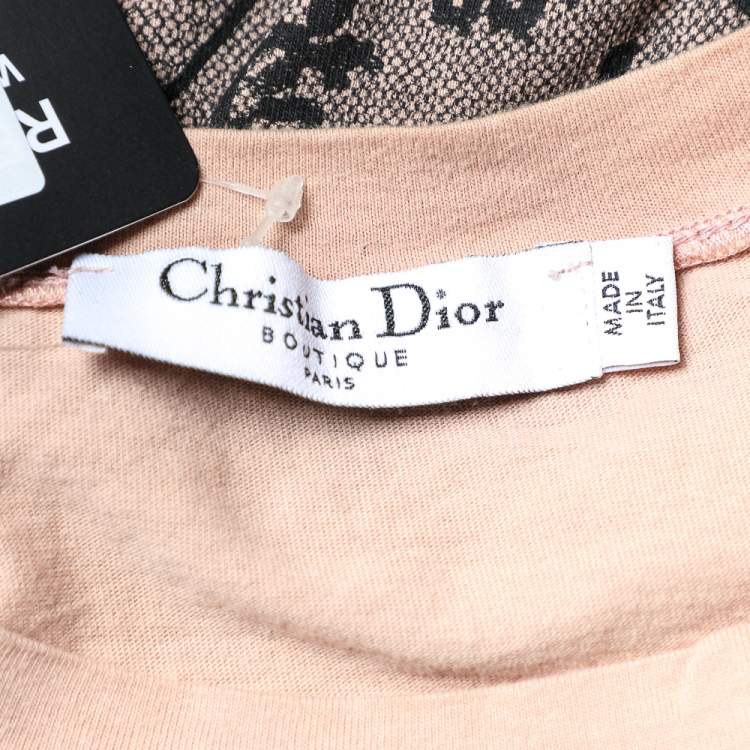 Christian Dior
BOUTIQUE
PARIS
MADE
IN
ITALY
R